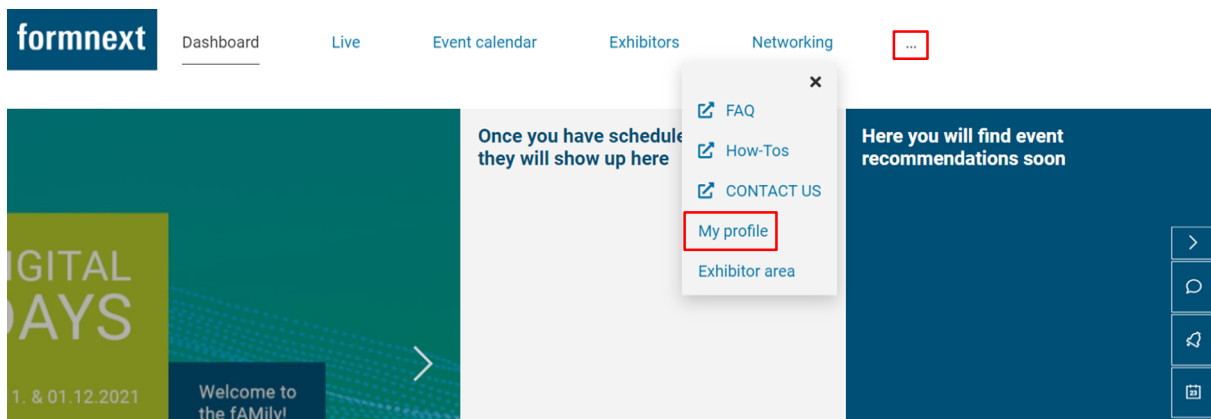 formnext
Dashboard
Live
Event calendar
Exhibitors
Networking
...
FAQ
How-Tos
CONTACT US
My profile
Exhibitor area
IGITAL
DAYS
1. & 01.12.2021
Welcome to
the fAMily!
Once you have schedule
they will show up here
Here you will find event
recommendations soon
23